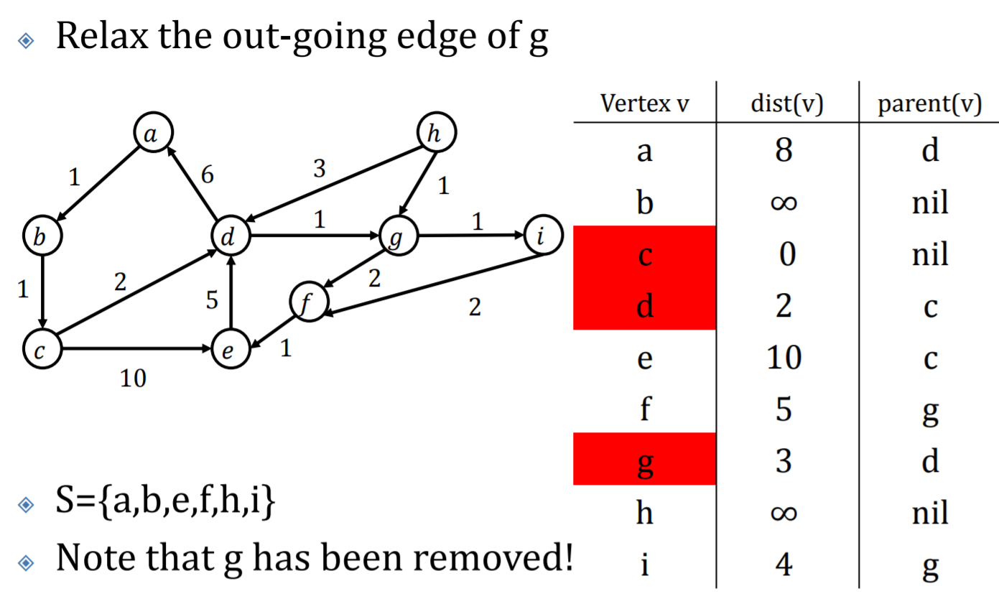 Relax the out-going edge of g
Vertex v dist(v) parent(v)
a 8 d
b ∞ nil
c 0 nil
d 2 c
e 10 c
f 5 g
g 3 d
h ∞ nil
i 4 g
a
h
1
6
3
1
b
d
1
g
1
i
1
2
5
f
2
2
c
e
1
10
S={a,b,e,f,h,i}
Note that g has been removed!